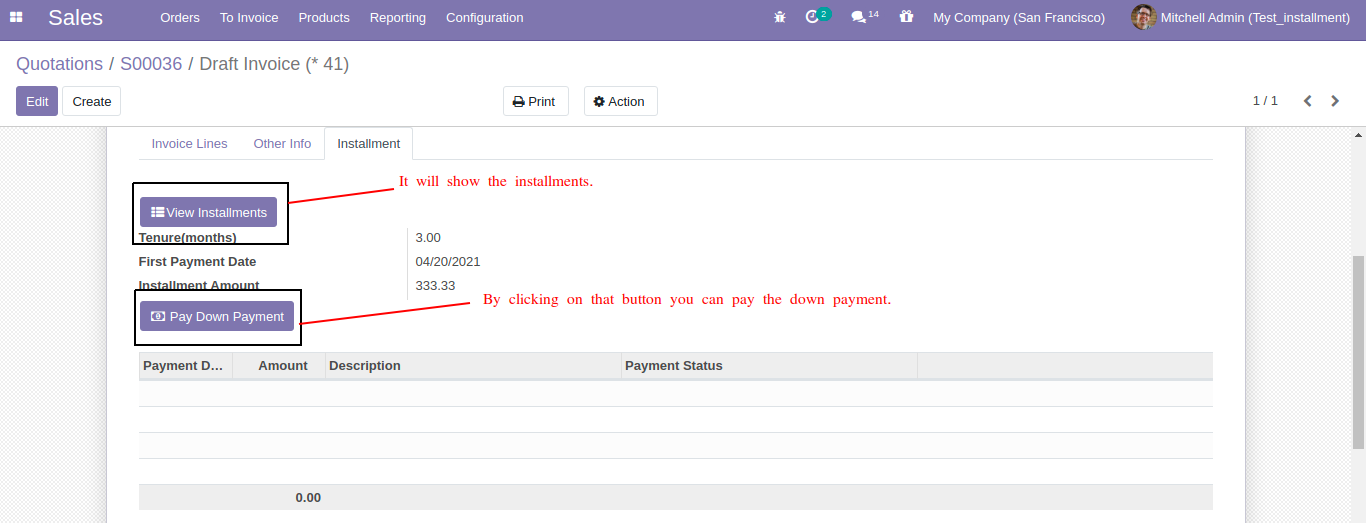 Sales Orders To Invoice Products Reporting Configuration 2 14 My Company (San Francisco) Mitchell Admin (Test_installment)
Quotations / S00036 / Draft Invoice (* 41)
Edit Create Print Action 1 / 1
Invoice Lines Other Info Installment
It will show the installments.
View Installments
Tenure(months) 3.00
First Payment Date 04/20/2021
Installment Amount 333.33
By clicking on that button you can pay the down payment.
Pay Down Payment
Payment D... Amount Description Payment Status
0.00